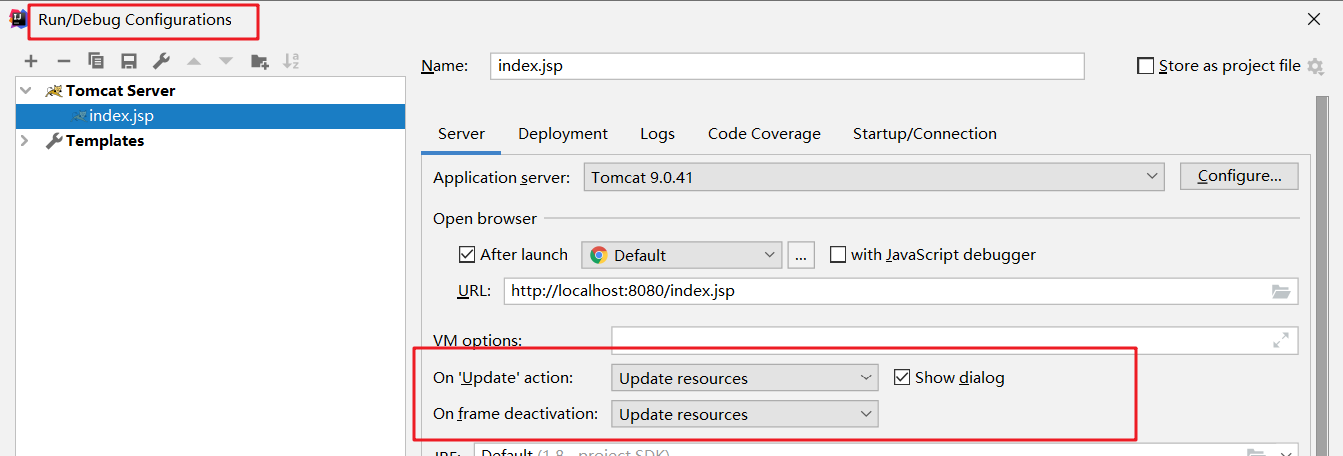 Run/Debug Configurations
Name: index.jsp
Store as project file
Tomcat Server
index.jsp
Templates
Server Deployment Logs Code Coverage Startup/Connection
Application server: Tomcat 9.0.41 Configure...
Open browser
After launch Default ... with JavaScript debugger
URL: http://localhost:8080/index.jsp
VM options:
On 'Update' action: Update resources Show dialog
On frame deactivation: Update resources
JRE: Default (1.8 - project SDK)